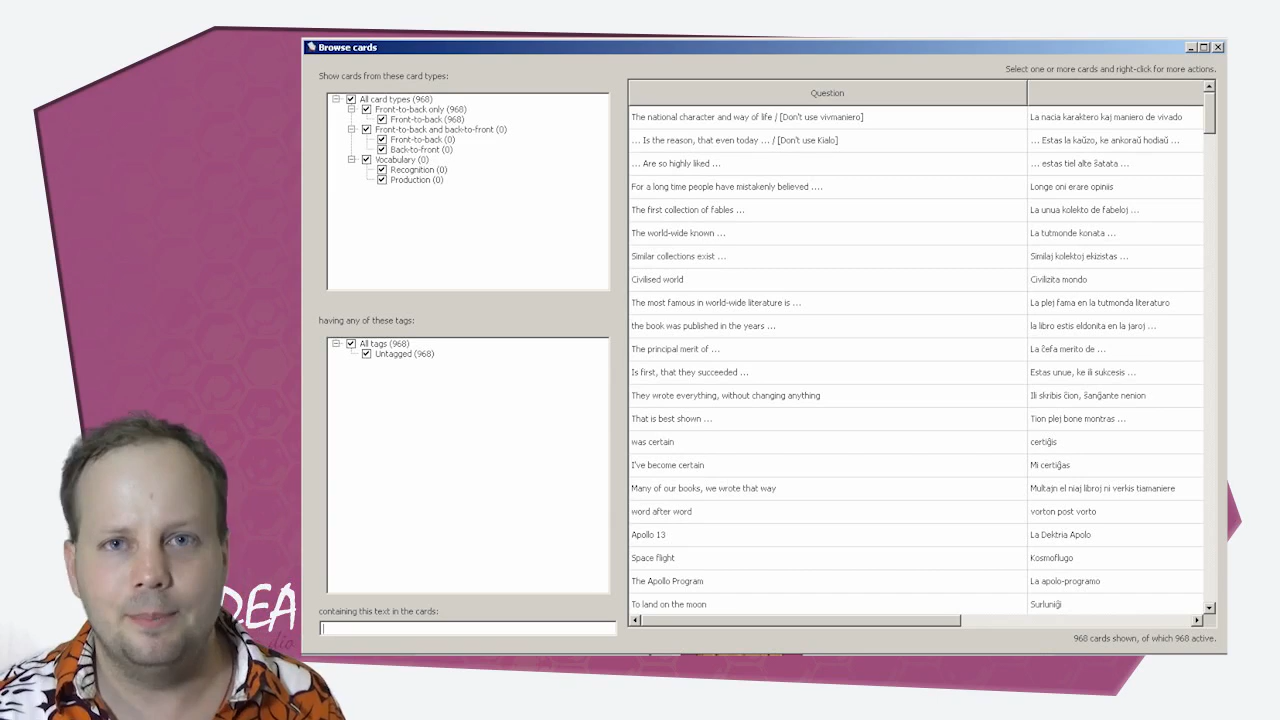 Browse cards
Show cards from these card types:
All card types (968)
Front-to-back only (968)
Front-to-back (968)
Front-to-back and back-to-front (0)
Front-to-back (0)
Back-to-front (0)
Vocabulary (0)
Recognition (0)
Production (0)
having any of these tags:
All tags (968)
Untagged (968)
containing this text in the cards:
Select one or more cards and right-click for more actions.
Question
The national character and way of life / [Don't use vivmaniero] La nacia karaktero kaj maniero de vivado
... Is the reason, that even today ... / [Don't use Kialo] ... Estas la kaŭzo, ke ankoraŭ hodiaŭ ...
... Are so highly liked ... ... estas tiel alte ŝatata ...
For a long time people have mistakenly believed .... Longe oni erare opiniis
The first collection of fables ... La unua kolekto de fabeloj ...
The world-wide known ... La tutmonde konata ...
Similar collections exist ... Similaj kolektoj ekizistas ...
Civilised world Civilizita mondo
The most famous in world-wide literature is ... La plej fama en la tutmonda literaturo
the book was published in the years ... la libro estis eldonita en la jaroj ...
The principal merit of ... La ĉefa merito de ...
Is first, that they succeeded ... Estas unue, ke ili sukcesis ...
They wrote everything, without changing anything Ili skribis ĉion, ŝanĝante nenion
That is best shown ... Tion plej bone montras ...
was certain certiĝis
I've become certain Mi certiĝas
Many of our books, we wrote that way Multajn el niaj libroj ni verkis tiamaniere
word after word vorton post vorto
Apollo 13 La Dektria Apolo
Space flight Kosmoflugo
The Apollo Program La apolo-programo
To land on the moon Surluniĝi
968 cards shown, of which 968 active.
DEA